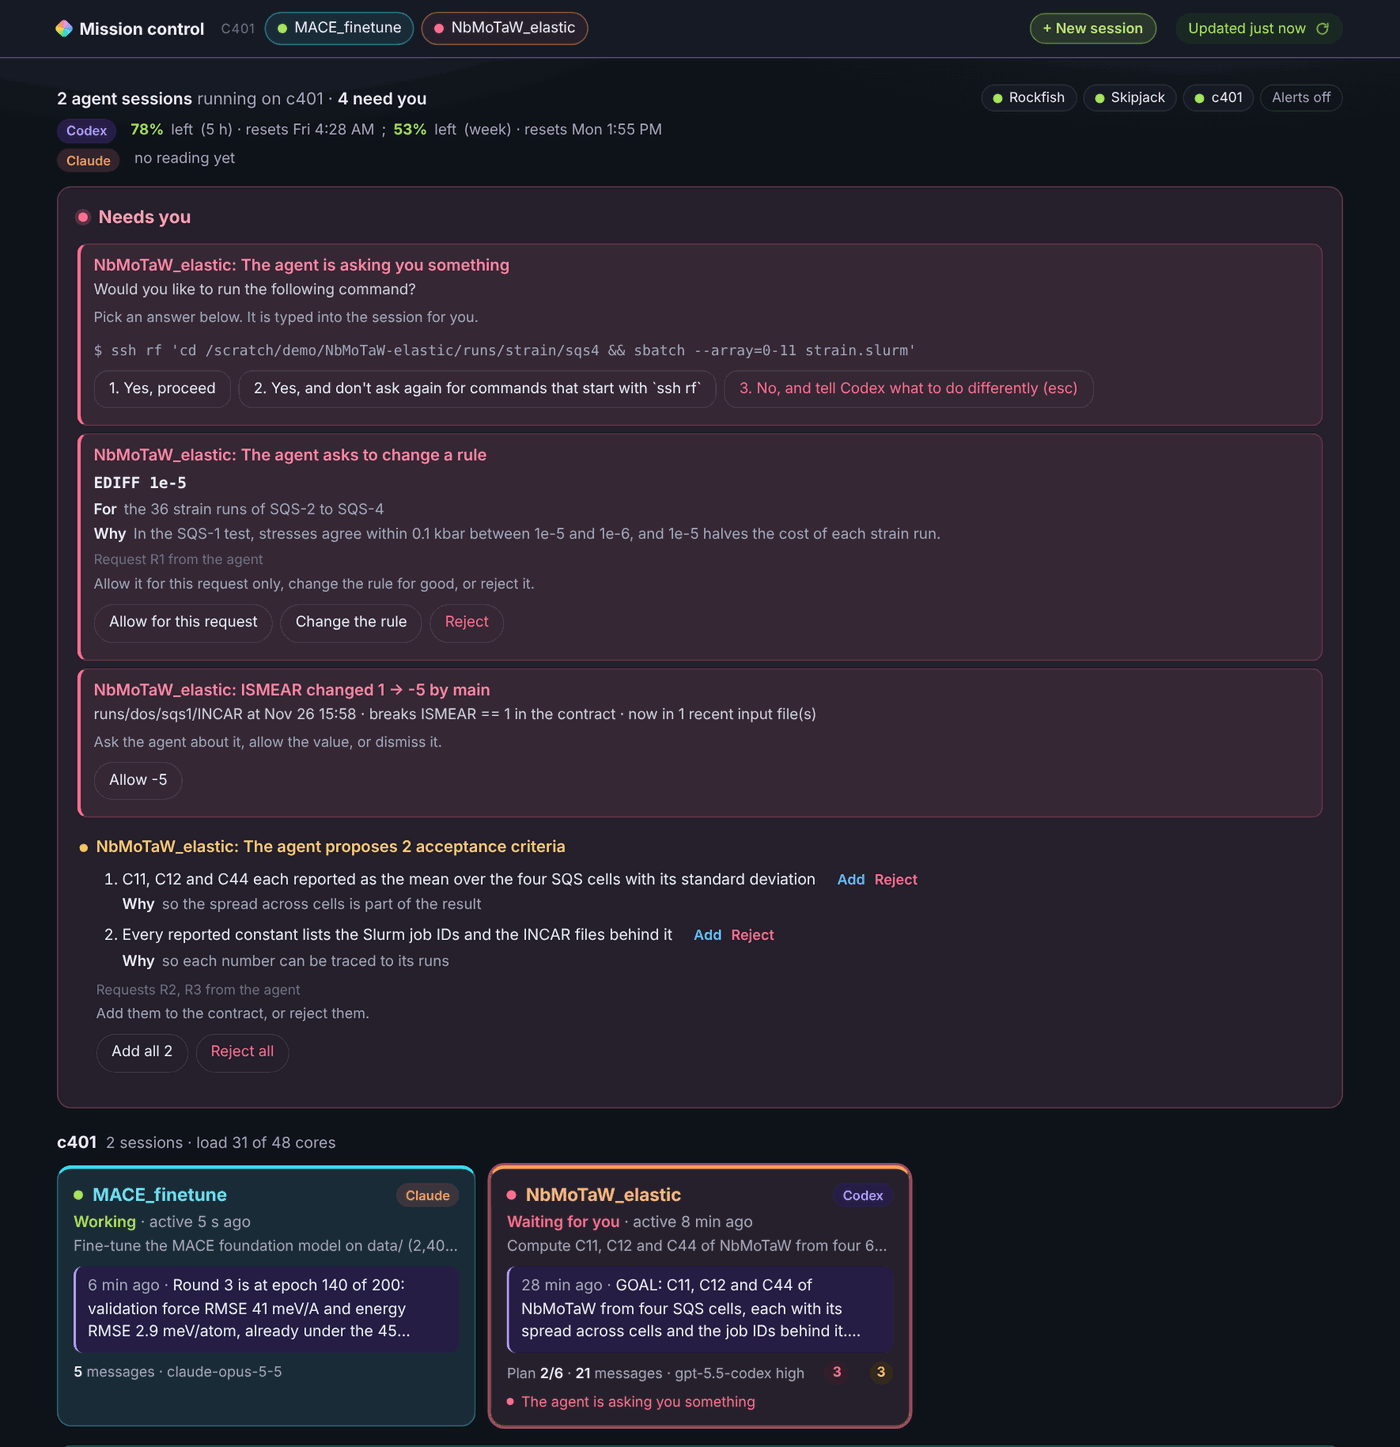 Mission control C401 MACE_finetune NbMoTaW_elastic + New session Updated just now
2 agent sessions running on c401 · 4 need you Rockfish Skipjack c401 Alerts off
Codex 78% left (5 h) · resets Fri 4:28 AM ; 53% left (week) · resets Mon 1:55 PM
Claude no reading yet
Needs you
NbMoTaW_elastic: The agent is asking you something
Would you like to run the following command?
Pick an answer below. It is typed into the session for you.
$ ssh rf 'cd /scratch/demo/NbMoTaW-elastic/runs/strain/sqs4 && sbatch --array=0-11 strain.slurm'
1. Yes, proceed 2. Yes, and don't ask again for commands that start with `ssh rf` 3. No, and tell Codex what to do differently (esc)
NbMoTaW_elastic: The agent asks to change a rule
EDIFF 1e-5
For the 36 strain runs of SQS-2 to SQS-4
Why In the SQS-1 test, stresses agree within 0.1 kbar between 1e-5 and 1e-6, and 1e-5 halves the cost of each strain run.
Request R1 from the agent
Allow it for this request only, change the rule for good, or reject it.
Allow for this request Change the rule Reject
NbMoTaW_elastic: ISMEAR changed 1 → -5 by main
runs/dos/sqs1/INCAR at Nov 26 15:58 · breaks ISMEAR == 1 in the contract · now in 1 recent input file(s)
Ask the agent about it, allow the value, or dismiss it.
Allow -5
NbMoTaW_elastic: The agent proposes 2 acceptance criteria
1. C11, C12 and C44 each reported as the mean over the four SQS cells with its standard deviation Add Reject
Why so the spread across cells is part of the result
2. Every reported constant lists the Slurm job IDs and the INCAR files behind it Add Reject
Why so each number can be traced to its runs
Requests R2, R3 from the agent
Add them to the contract, or reject them.
Add all 2 Reject all
c401 2 sessions · load 31 of 48 cores
MACE_finetune Claude
Working · active 5 s ago
Fine-tune the MACE foundation model on data/ (2,40...
6 min ago · Round 3 is at epoch 140 of 200:
validation force RMSE 41 meV/A and energy
RMSE 2.9 meV/atom, already under the 45...
5 messages · claude-opus-5-5
NbMoTaW_elastic Codex
Waiting for you · active 8 min ago
Compute C11, C12 and C44 of NbMoTaW from four 6...
28 min ago · GOAL: C11, C12 and C44 of
NbMoTaW from four SQS cells, each with its
spread across cells and the job IDs behind it....
Plan 2/6 · 21 messages · gpt-5.5-codex high 3 3
The agent is asking you something